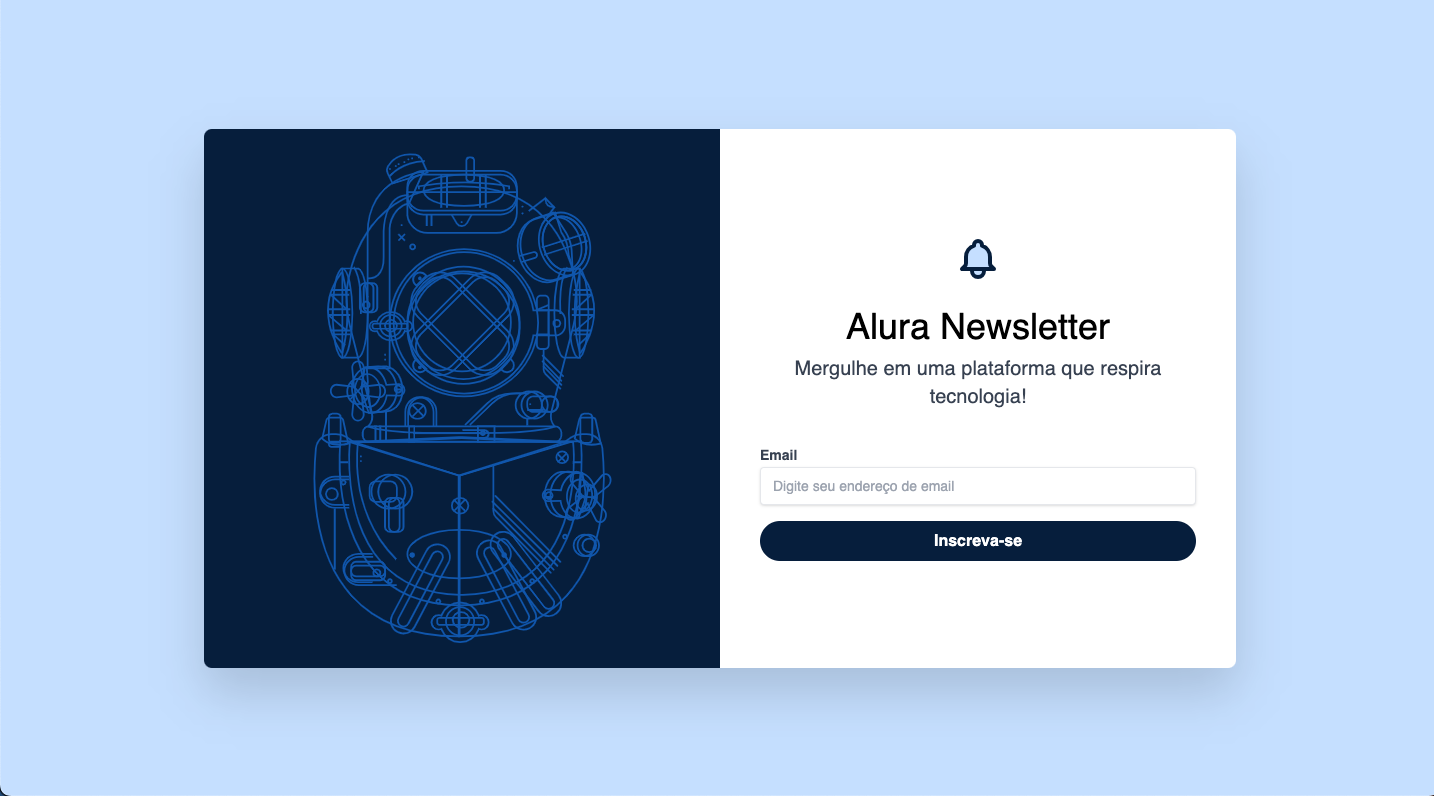 Alura Newsletter
Mergulhe em uma plataforma que respira
tecnologia!
Email
Digite seu endereço de email
Inscreva-se